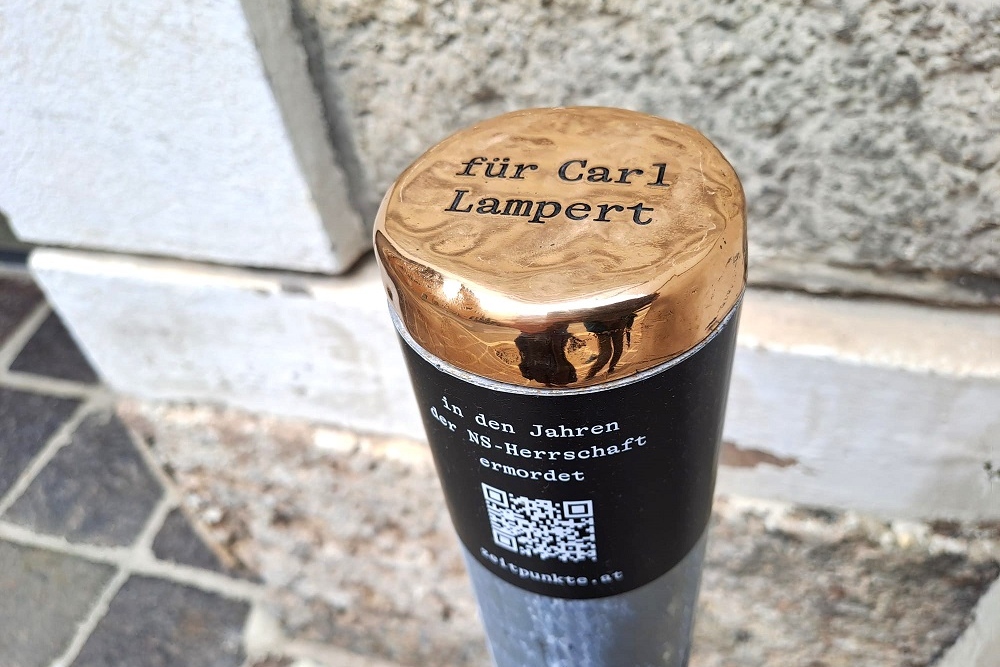 für Carl
Lampert
in den Jahren
der NS-Herrschaft
ermordet
zeitpunkte.at